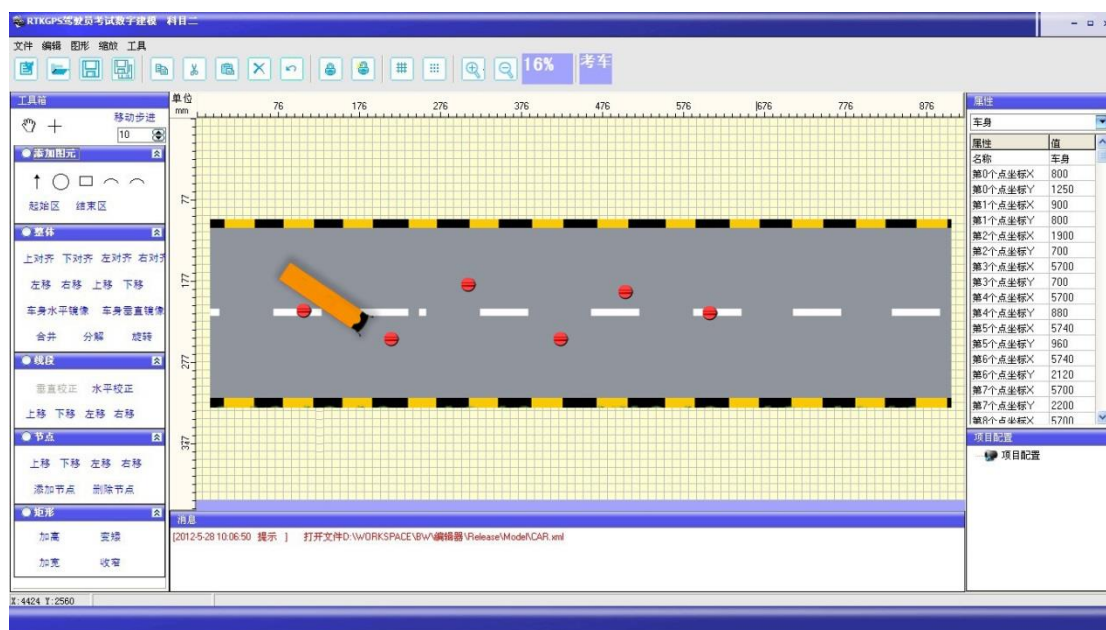 RTKGPS驾驶员考试数字建模 科目二
文件 编辑 图形 缩放 工具
16% 考车
工具箱
移动步进
10
添加图元
起始区 结束区
整体
上对齐 下对齐 左对齐 右对齐
左移 右移 上移 下移
车身水平镜像 车身垂直镜像
合并 分解 旋转
线段
垂直校正 水平校正
上移 下移 左移 右移
节点
上移 下移 左移 右移
添加节点 删除节点
矩形
加高 变矮
加宽 收窄
单位
mm
76 176 276 376 476 576 676 776 876
77
177
277
377
消息
[2012-5-28 10:06:50 提示 ] 打开文件D:\WORKSPACE\BW\编辑器\Release\Model\CAR.xml
属性
车身
属性 值
名称 车身
第0个点坐标X 800
第0个点坐标Y 1250
第1个点坐标X 900
第1个点坐标Y 800
第2个点坐标X 1900
第2个点坐标Y 700
第3个点坐标X 5700
第3个点坐标Y 700
第4个点坐标X 5700
第4个点坐标Y 880
第5个点坐标X 5740
第5个点坐标Y 960
第6个点坐标X 5740
第6个点坐标Y 2120
第7个点坐标X 5700
第7个点坐标Y 2200
第8个点坐标X 5700
项目配置
项目配置
X:4424 Y:2560